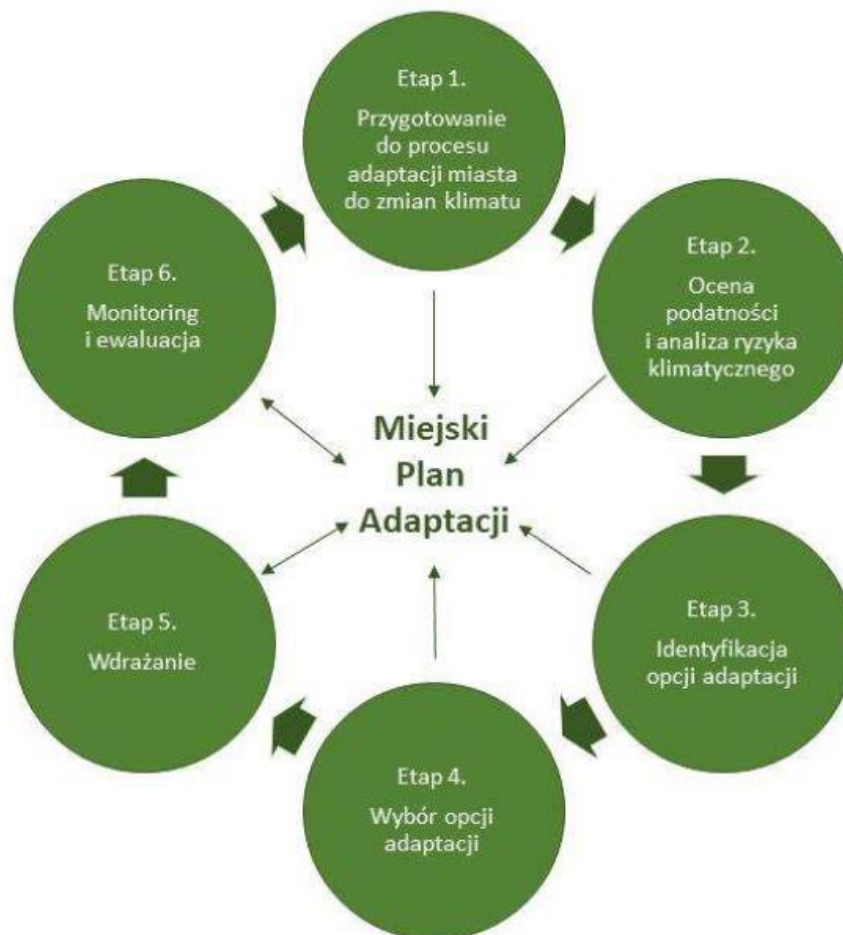 Etap 1.
Przygotowanie
do procesu
adaptacji miasta
do zmian klimatu
Etap 2.
Ocena
podatności
i analiza ryzyka
klimatycznego
Etap 3.
Identyfikacja
opcji adaptacji
Etap 4.
Wybór opcji
adaptacji
Etap 5.
Wdrażanie
Etap 6.
Monitoring
i ewaluacja
Miejski
Plan
Adaptacji